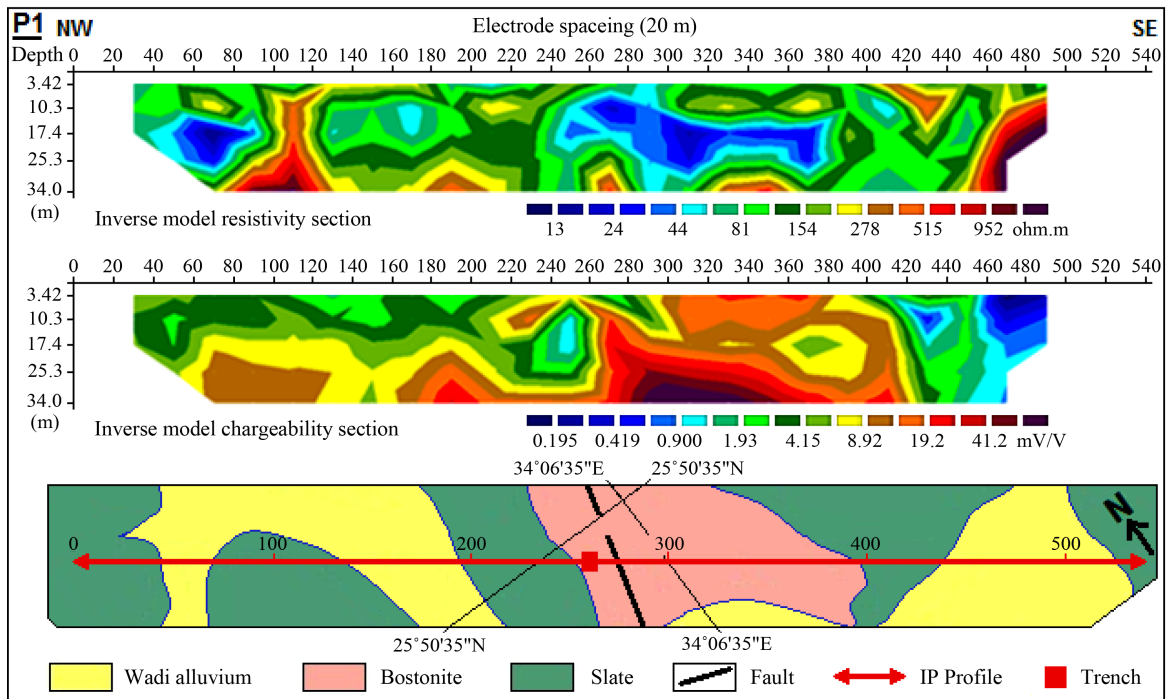 P1 NW Electrode spaceing (20 m) SE
Depth 0 20 40 60 80 100 120 140 160 180 200 220 240 260 280 300 320 340 360 380 400 420 440 460 480 500 520 540
3.42
10.3
17.4
25.3
34.0
(m)
Inverse model resistivity section
13 24 44 81 154 278 515 952 ohm.m
0 20 40 60 80 100 120 140 160 180 200 220 240 260 280 300 320 340 360 380 400 420 440 460 480 500 520 540
3.42
10.3
17.4
25.3
34.0
(m)
Inverse model chargeability section
0.195 0.419 0.900 1.93 4.15 8.92 19.2 41.2 mV/V
34°06'35"E 25°50'35"N
N
0 100 200 300 400 500
25°50'35"N 34°06'35"E
Wadi alluvium Bostonite Slate Fault IP Profile Trench